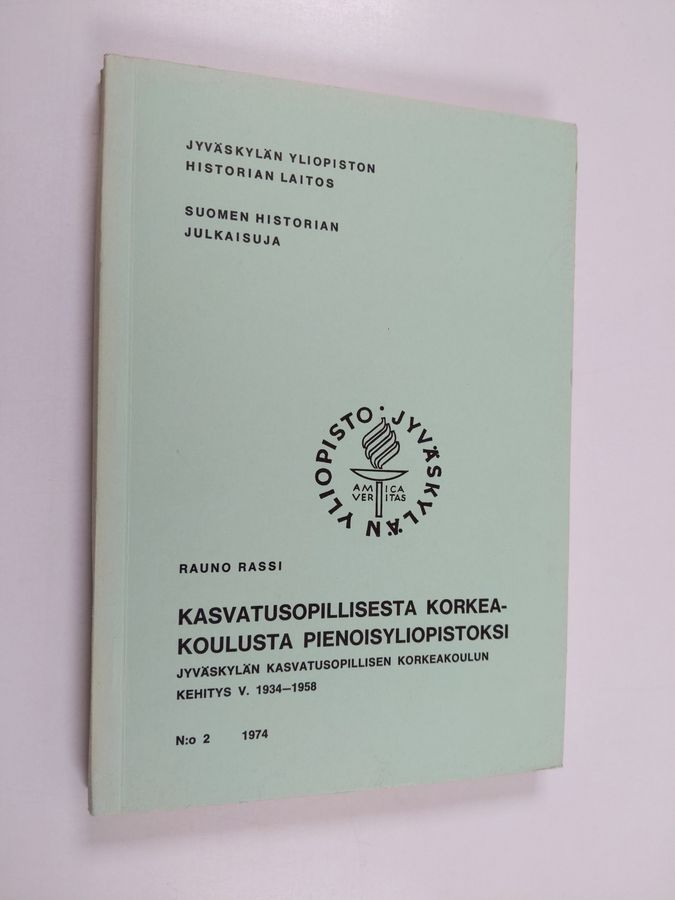 JYVÄSKYLÄN YLIOPISTON
HISTORIAN LAITOS
SUOMEN HISTORIAN
JULKAISUJA
JYVÄSKYLÄN YLIOPISTO ·
AMICA
VERITAS
RAUNO RASSI
KASVATUSOPILLISESTA KORKEA-
KOULUSTA PIENOISYLIOPISTOKSI
JYVÄSKYLÄN KASVATUSOPILLISEN KORKEAKOULUN
KEHITYS V. 1934—1958
N:o 2 1974